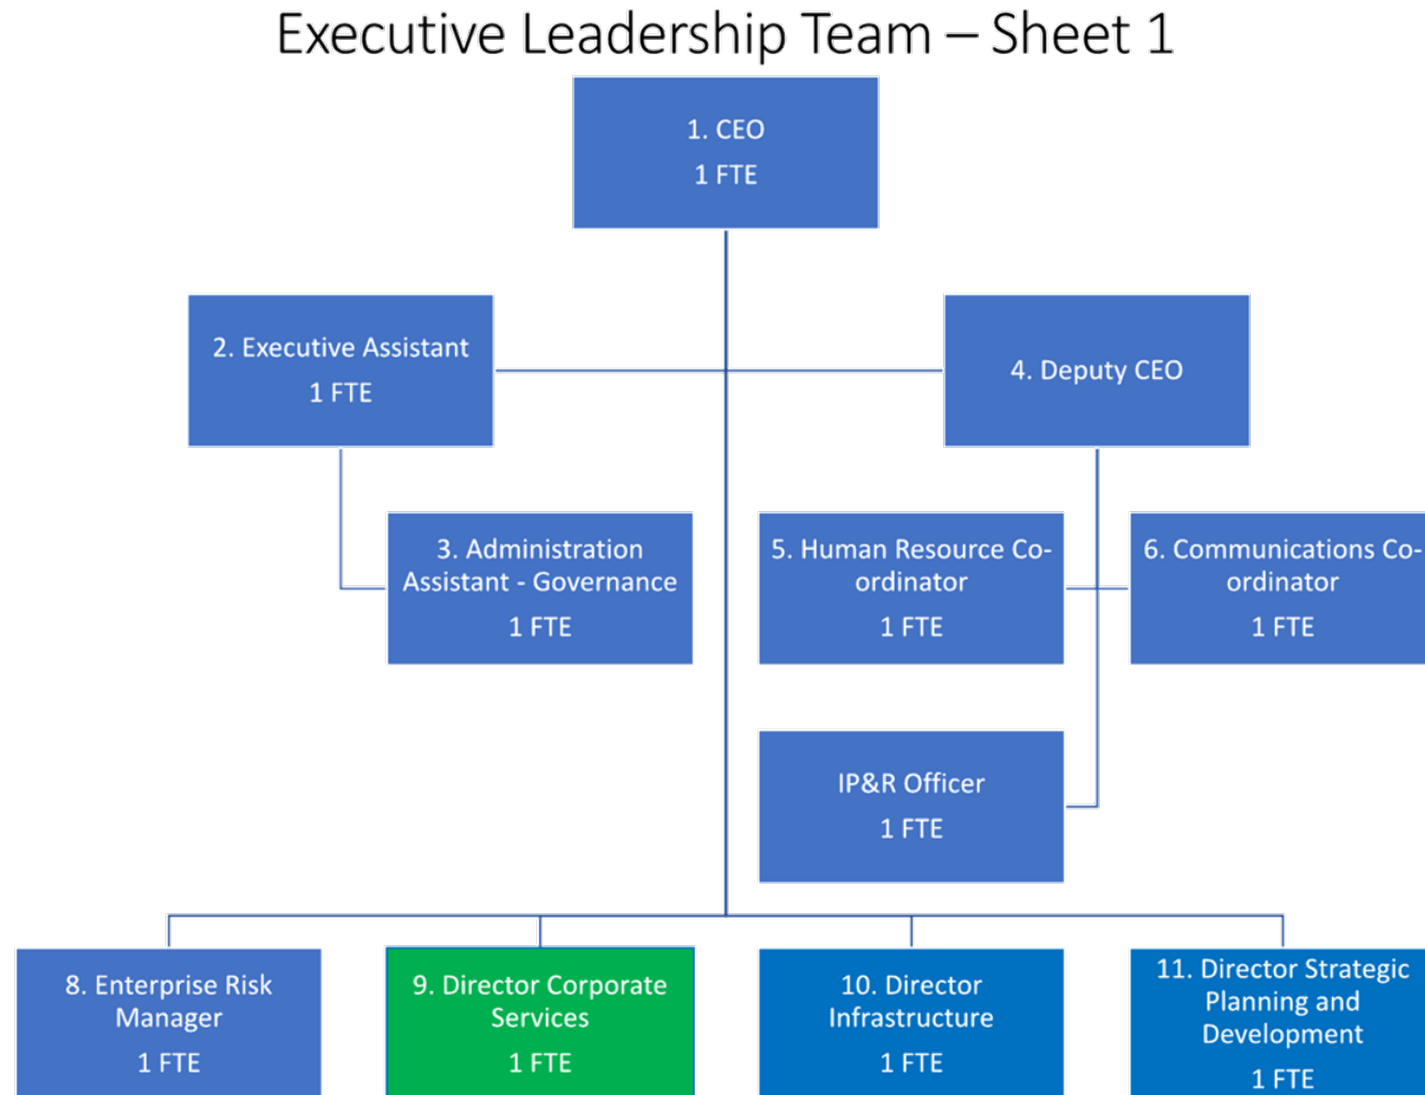 Executive Leadership Team – Sheet 1
1. CEO
1 FTE
2. Executive Assistant
1 FTE
4. Deputy CEO
3. Administration
Assistant - Governance
1 FTE
5. Human Resource Co-
ordinator
1 FTE
6. Communications Co-
ordinator
1 FTE
IP&R Officer
1 FTE
8. Enterprise Risk
Manager
1 FTE
9. Director Corporate
Services
1 FTE
10. Director
Infrastructure
1 FTE
11. Director Strategic
Planning and
Development
1 FTE